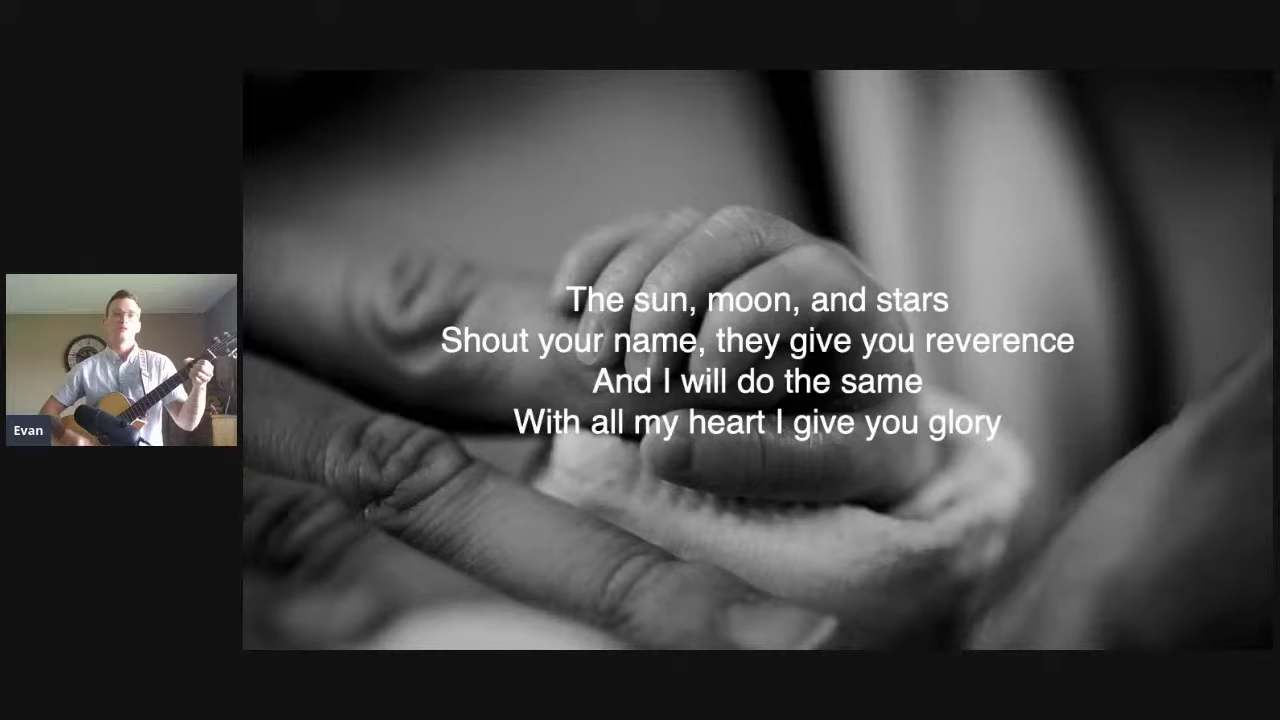 The sun, moon, and stars
Shout your name, they give you reverence
And I will do the same
With all my heart I give you glory
Evan